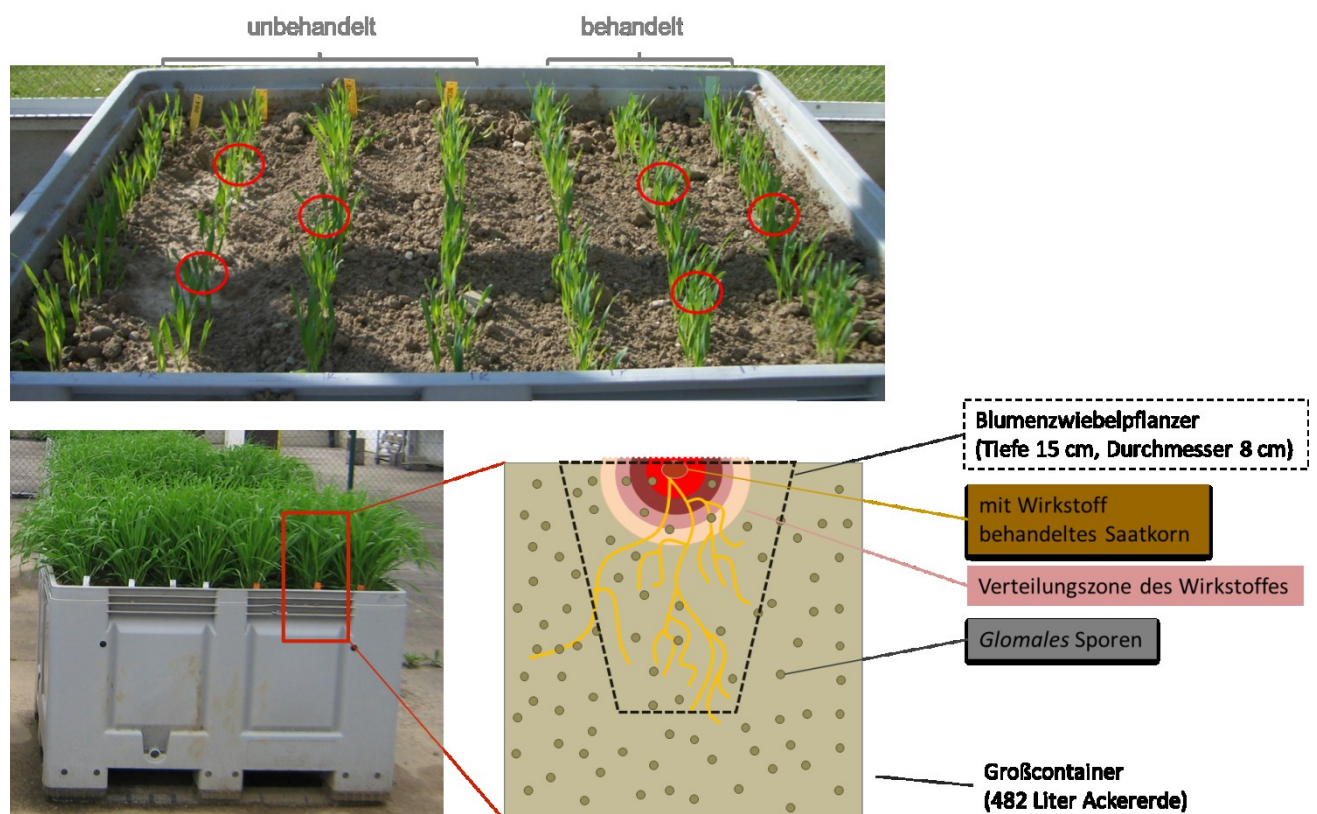 unbehandelt
behandelt
Blumenzwiebelpflanzer
(Tiefe 15 cm, Durchmesser 8 cm)
mit Wirkstoff
behandeltes Saatkorn
Verteilungszone des Wirkstoffes
Glomales Sporen
Großcontainer
(482 Liter Ackererde)